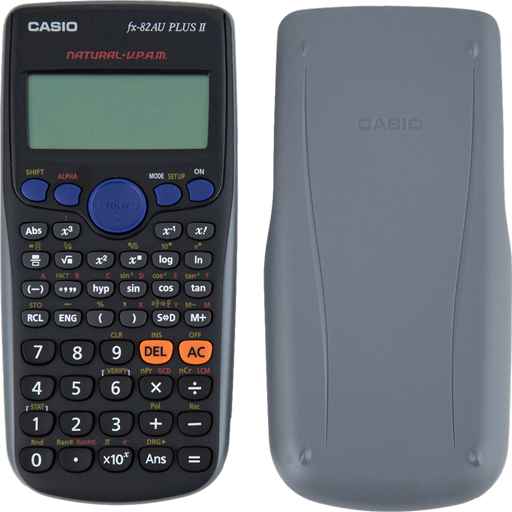 CASIO fx-82AU PLUS II
NATURAL-V.P.A.M.
CASIO
SHIFT ALPHA MODE SETUP ON
REPLAY
Abs x³ x⁻¹ x!
√ x² log ln
A B C sin⁻¹ D cos⁻¹ E tan⁻¹ F
FACT
(−) hyp sin cos tan
STO ← % , X Y M− M
RCL ENG ( ) S⇔D M+
CLR INS OFF
7 8 9 DEL AC
VERIFY nPr GCD nCr LCM
4 5 6 × ÷
STAT Pol Rec
1 2 3 + −
Rnd Ran# RanInt π e DRG▶
0 • ×10ˣ Ans =